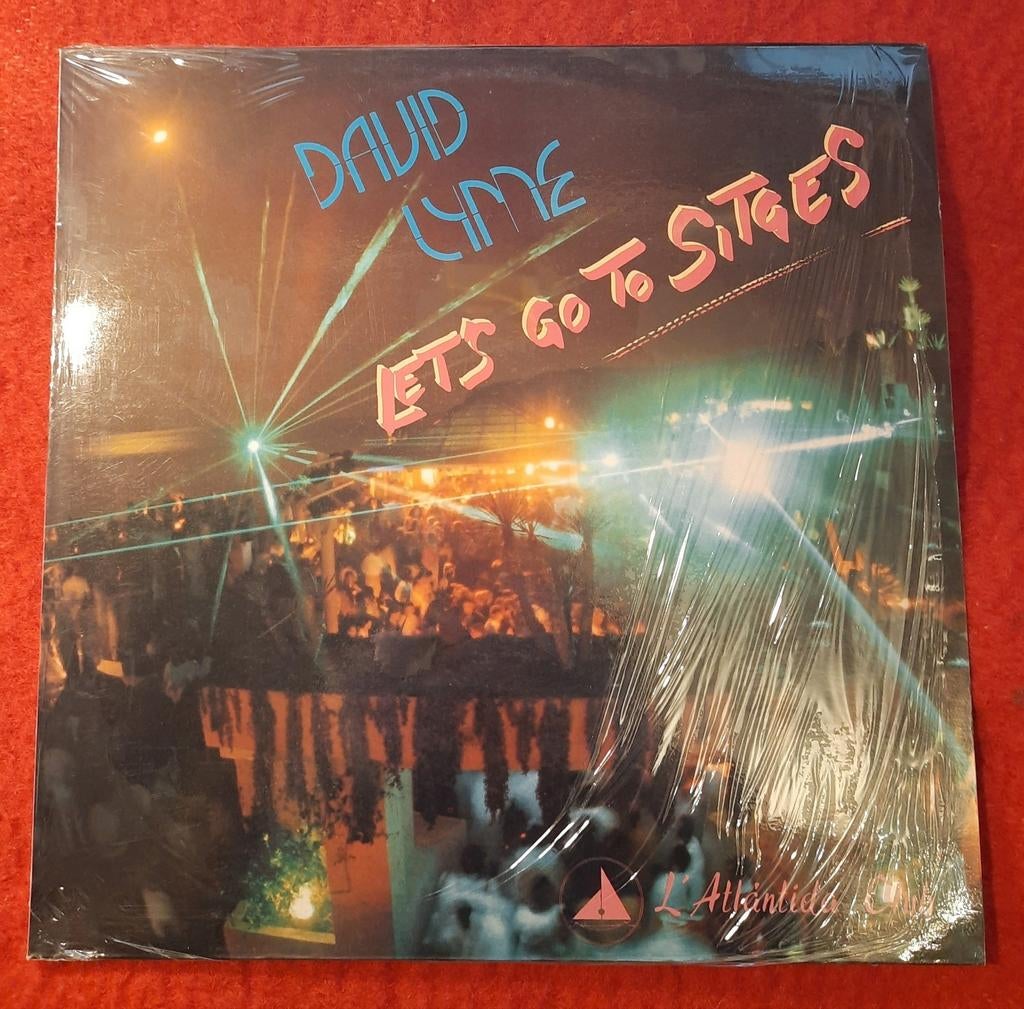 DAVID
LYME
LET'S GO TO SITGES
L'Atlántida Club